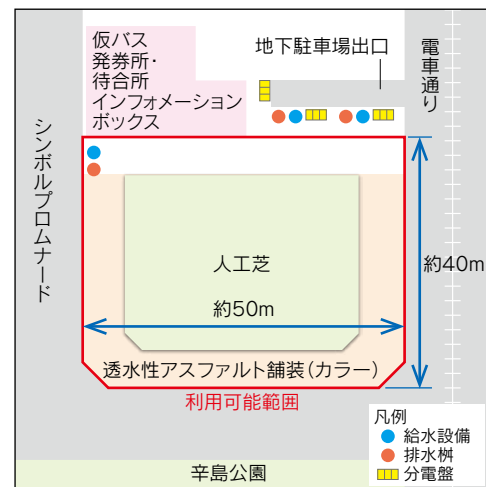 仮バス
発券所・
待合所
インフォメーション
ボックス
地下駐車場出口
電車通り
シンボルプロムナード
人工芝
約50m
約40m
透水性アスファルト舗装（カラー）
利用可能範囲
凡例
給水設備
排水桝
分電盤
辛島公園